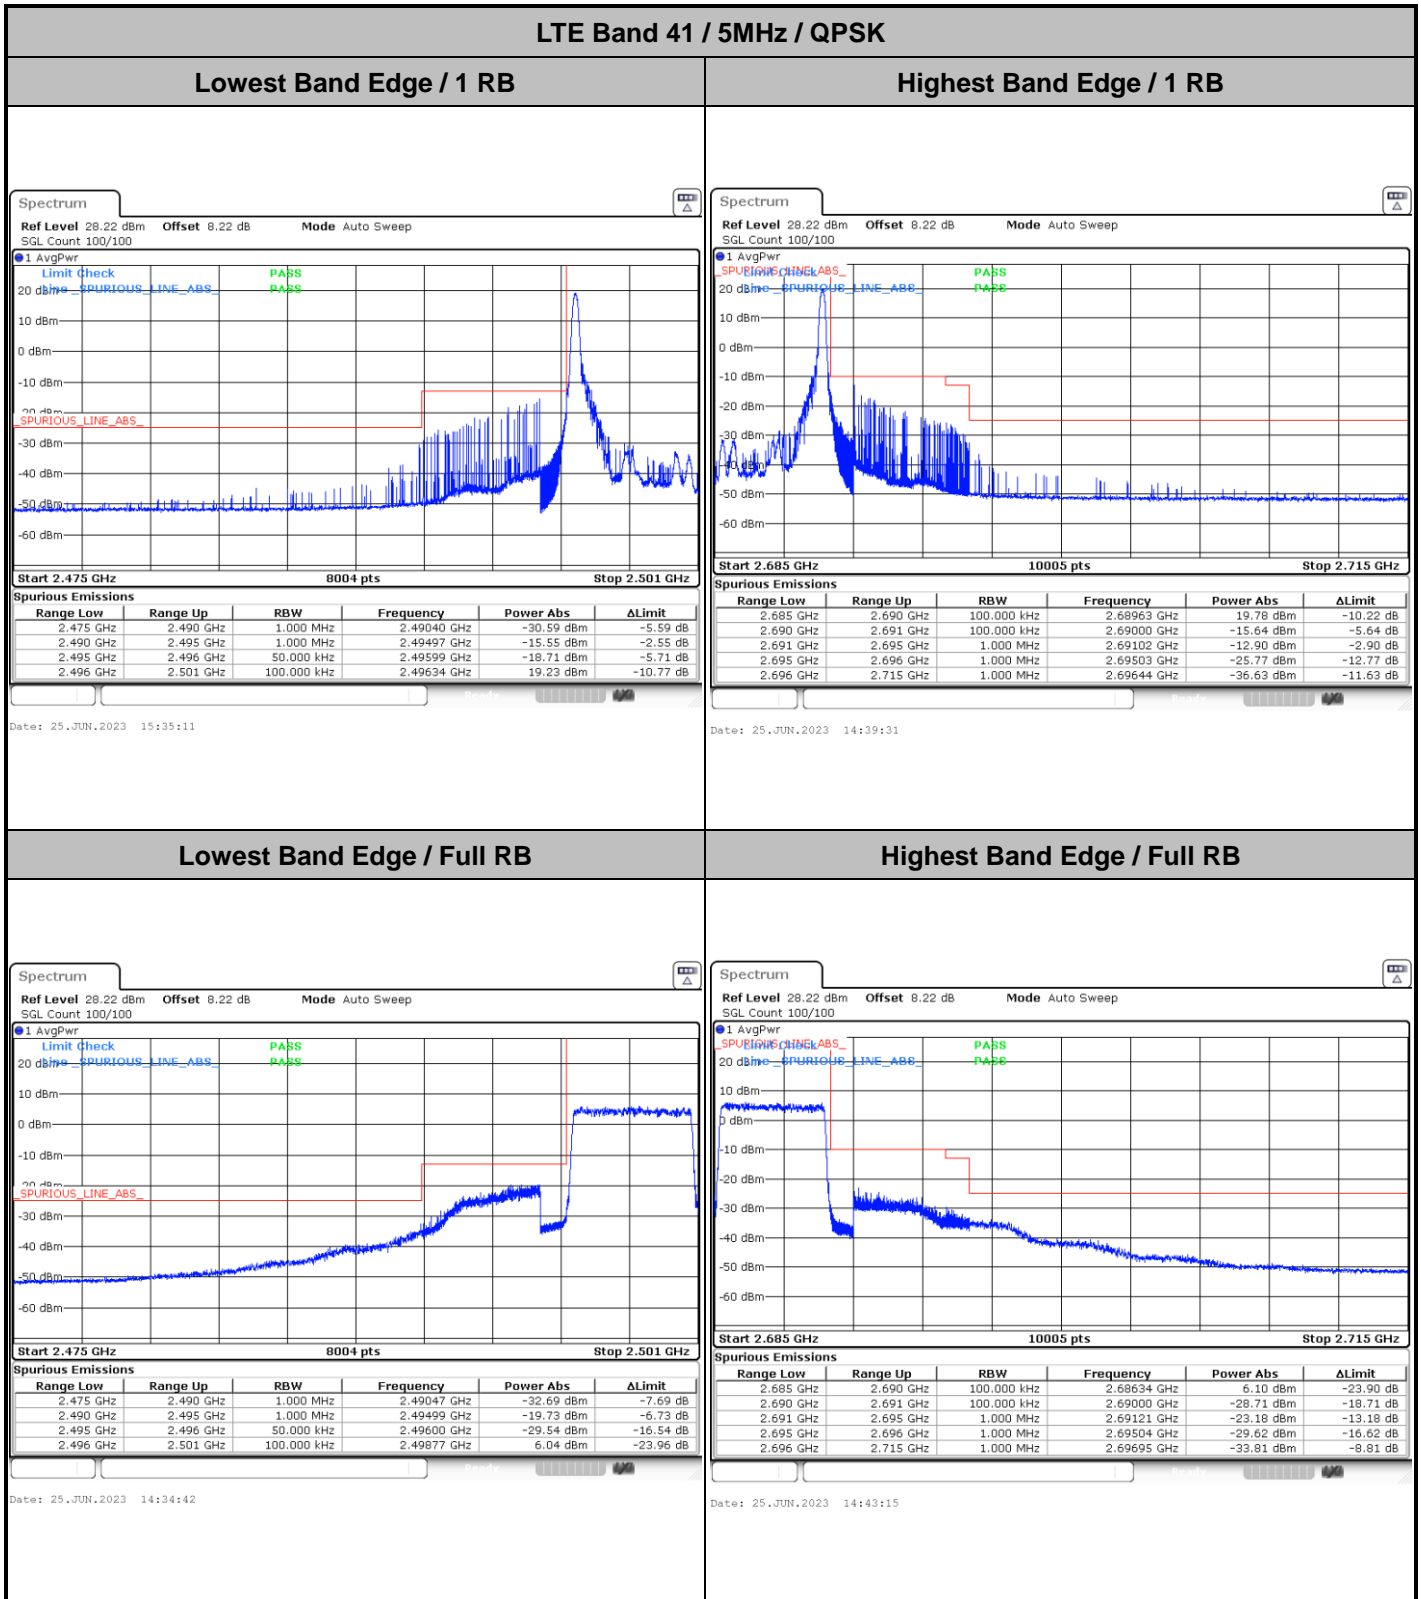 LTE Band 41 / 5MHz / QPSK
Lowest Band Edge / 1 RB
Highest Band Edge / 1 RB
Spectrum
Ref Level 28.22 dBm Offset 8.22 dB Mode Auto Sweep
SGL Count 100/100
1 AvgPwr
Limit Check PASS
20 dBm Line _SPURIOUS_LINE_ABS_ PASS
10 dBm
0 dBm
-10 dBm
-20 dBm
_SPURIOUS_LINE_ABS_
-30 dBm
-40 dBm
-50 dBm
-60 dBm
Start 2.475 GHz 8004 pts Stop 2.501 GHz
Spurious Emissions
Range Low Range Up RBW Frequency Power Abs ΔLimit
2.475 GHz 2.490 GHz 1.000 MHz 2.49040 GHz -30.59 dBm -5.59 dB
2.490 GHz 2.495 GHz 1.000 MHz 2.49497 GHz -15.55 dBm -2.55 dB
2.495 GHz 2.496 GHz 50.000 kHz 2.49599 GHz -18.71 dBm -5.71 dB
2.496 GHz 2.501 GHz 100.000 kHz 2.49634 GHz 19.23 dBm -10.77 dB
Ready
Date: 25.JUN.2023 15:35:11
Spectrum
Ref Level 28.22 dBm Offset 8.22 dB Mode Auto Sweep
SGL Count 100/100
1 AvgPwr
_SPURIOUS_LINE_ABS_
Limit Check PASS
20 dBm Line _SPURIOUS_LINE_ABS_ PASS
10 dBm
0 dBm
-10 dBm
-20 dBm
-30 dBm
-40 dBm
-50 dBm
-60 dBm
Start 2.685 GHz 10005 pts Stop 2.715 GHz
Spurious Emissions
Range Low Range Up RBW Frequency Power Abs ΔLimit
2.685 GHz 2.690 GHz 100.000 kHz 2.68963 GHz 19.78 dBm -10.22 dB
2.690 GHz 2.691 GHz 100.000 kHz 2.69000 GHz -15.64 dBm -5.64 dB
2.691 GHz 2.695 GHz 1.000 MHz 2.69102 GHz -12.90 dBm -2.90 dB
2.695 GHz 2.696 GHz 1.000 MHz 2.69503 GHz -25.77 dBm -12.77 dB
2.696 GHz 2.715 GHz 1.000 MHz 2.69644 GHz -36.63 dBm -11.63 dB
Ready
Date: 25.JUN.2023 14:39:31
Lowest Band Edge / Full RB
Highest Band Edge / Full RB
Spectrum
Ref Level 28.22 dBm Offset 8.22 dB Mode Auto Sweep
SGL Count 100/100
1 AvgPwr
Limit Check PASS
20 dBm Line _SPURIOUS_LINE_ABS_ PASS
10 dBm
0 dBm
-10 dBm
-20 dBm
_SPURIOUS_LINE_ABS_
-30 dBm
-40 dBm
-50 dBm
-60 dBm
Start 2.475 GHz 8004 pts Stop 2.501 GHz
Spurious Emissions
Range Low Range Up RBW Frequency Power Abs ΔLimit
2.475 GHz 2.490 GHz 1.000 MHz 2.49047 GHz -32.69 dBm -7.69 dB
2.490 GHz 2.495 GHz 1.000 MHz 2.49499 GHz -19.73 dBm -6.73 dB
2.495 GHz 2.496 GHz 50.000 kHz 2.49600 GHz -29.54 dBm -16.54 dB
2.496 GHz 2.501 GHz 100.000 kHz 2.49877 GHz 6.04 dBm -23.96 dB
Ready
Date: 25.JUN.2023 14:34:42
Spectrum
Ref Level 28.22 dBm Offset 8.22 dB Mode Auto Sweep
SGL Count 100/100
1 AvgPwr
_SPURIOUS_LINE_ABS_
Limit Check PASS
20 dBm Line _SPURIOUS_LINE_ABS_ PASS
10 dBm
0 dBm
-10 dBm
-20 dBm
-30 dBm
-40 dBm
-50 dBm
-60 dBm
Start 2.685 GHz 10005 pts Stop 2.715 GHz
Spurious Emissions
Range Low Range Up RBW Frequency Power Abs ΔLimit
2.685 GHz 2.690 GHz 100.000 kHz 2.68634 GHz 6.10 dBm -23.90 dB
2.690 GHz 2.691 GHz 100.000 kHz 2.69000 GHz -28.71 dBm -18.71 dB
2.691 GHz 2.695 GHz 1.000 MHz 2.69121 GHz -23.18 dBm -13.18 dB
2.695 GHz 2.696 GHz 1.000 MHz 2.69504 GHz -29.62 dBm -16.62 dB
2.696 GHz 2.715 GHz 1.000 MHz 2.69695 GHz -33.81 dBm -8.81 dB
Ready
Date: 25.JUN.2023 14:43:15